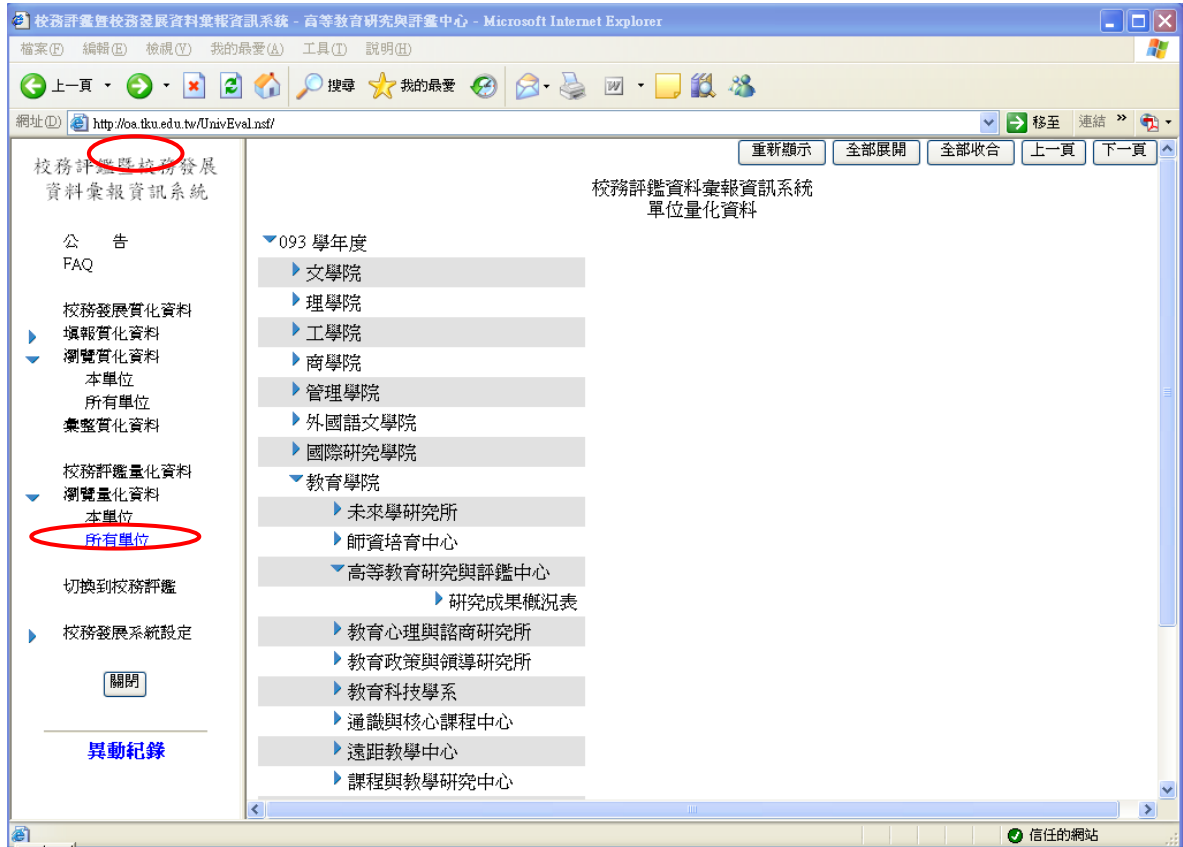 校務評鑑暨校務發展資料彙報資訊系統 - 高等教育研究與評鑑中心 - Microsoft Internet Explorer
檔案(F) 編輯(E) 檢視(V) 我的最愛(A) 工具(T) 說明(H)
上一頁 搜尋 我的最愛
網址(D) http://oa.tku.edu.tw/UnivEval.nsf/ 移至 連結 »
校務評鑑暨校務發展
資料彙報資訊系統
公 告
FAQ
校務發展質化資料
填報質化資料
瀏覽質化資料
本單位
所有單位
彙整質化資料
校務評鑑量化資料
瀏覽量化資料
本單位
所有單位
切換到校務評鑑
校務發展系統設定
關閉
異動紀錄
重新顯示 全部展開 全部收合 上一頁 下一頁
校務評鑑資料彙報資訊系統
單位量化資料
093 學年度
文學院
理學院
工學院
商學院
管理學院
外國語文學院
國際研究學院
教育學院
未來學研究所
師資培育中心
高等教育研究與評鑑中心
研究成果概況表
教育心理與諮商研究所
教育政策與領導研究所
教育科技學系
通識與核心課程中心
遠距教學中心
課程與教學研究中心
信任的網站